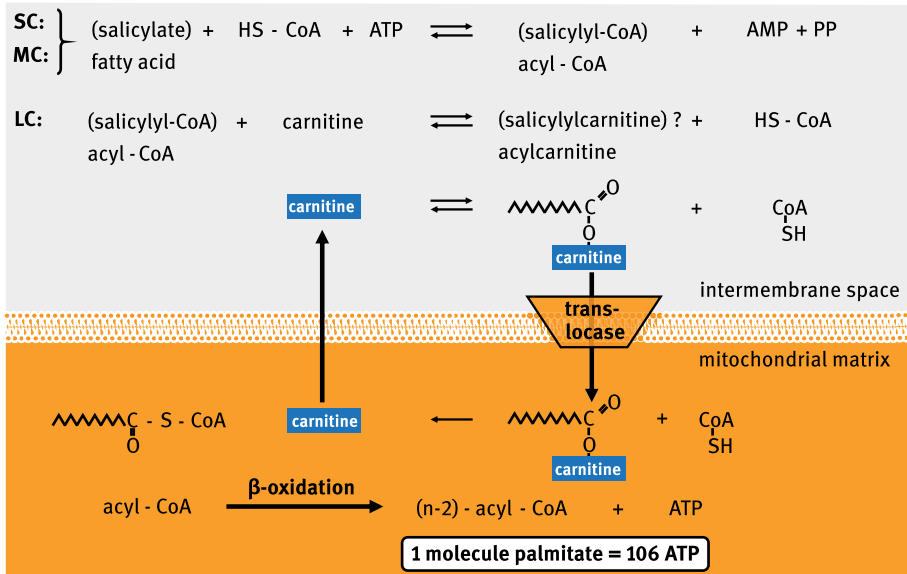 SC: (salicylate) + HS - CoA + ATP (salicylyl-CoA) + AMP + PP
MC: fatty acid acyl - CoA
LC: (salicylyl-CoA) + carnitine (salicylylcarnitine) ? + HS - CoA
acyl - CoA acylcarnitine
carnitine C O + CoA
O SH
carnitine
intermembrane space
trans-
locase
mitochondrial matrix
C - S - CoA carnitine C O + CoA
O O SH
carnitine
β-oxidation
acyl - CoA (n-2) - acyl - CoA + ATP
1 molecule palmitate = 106 ATP